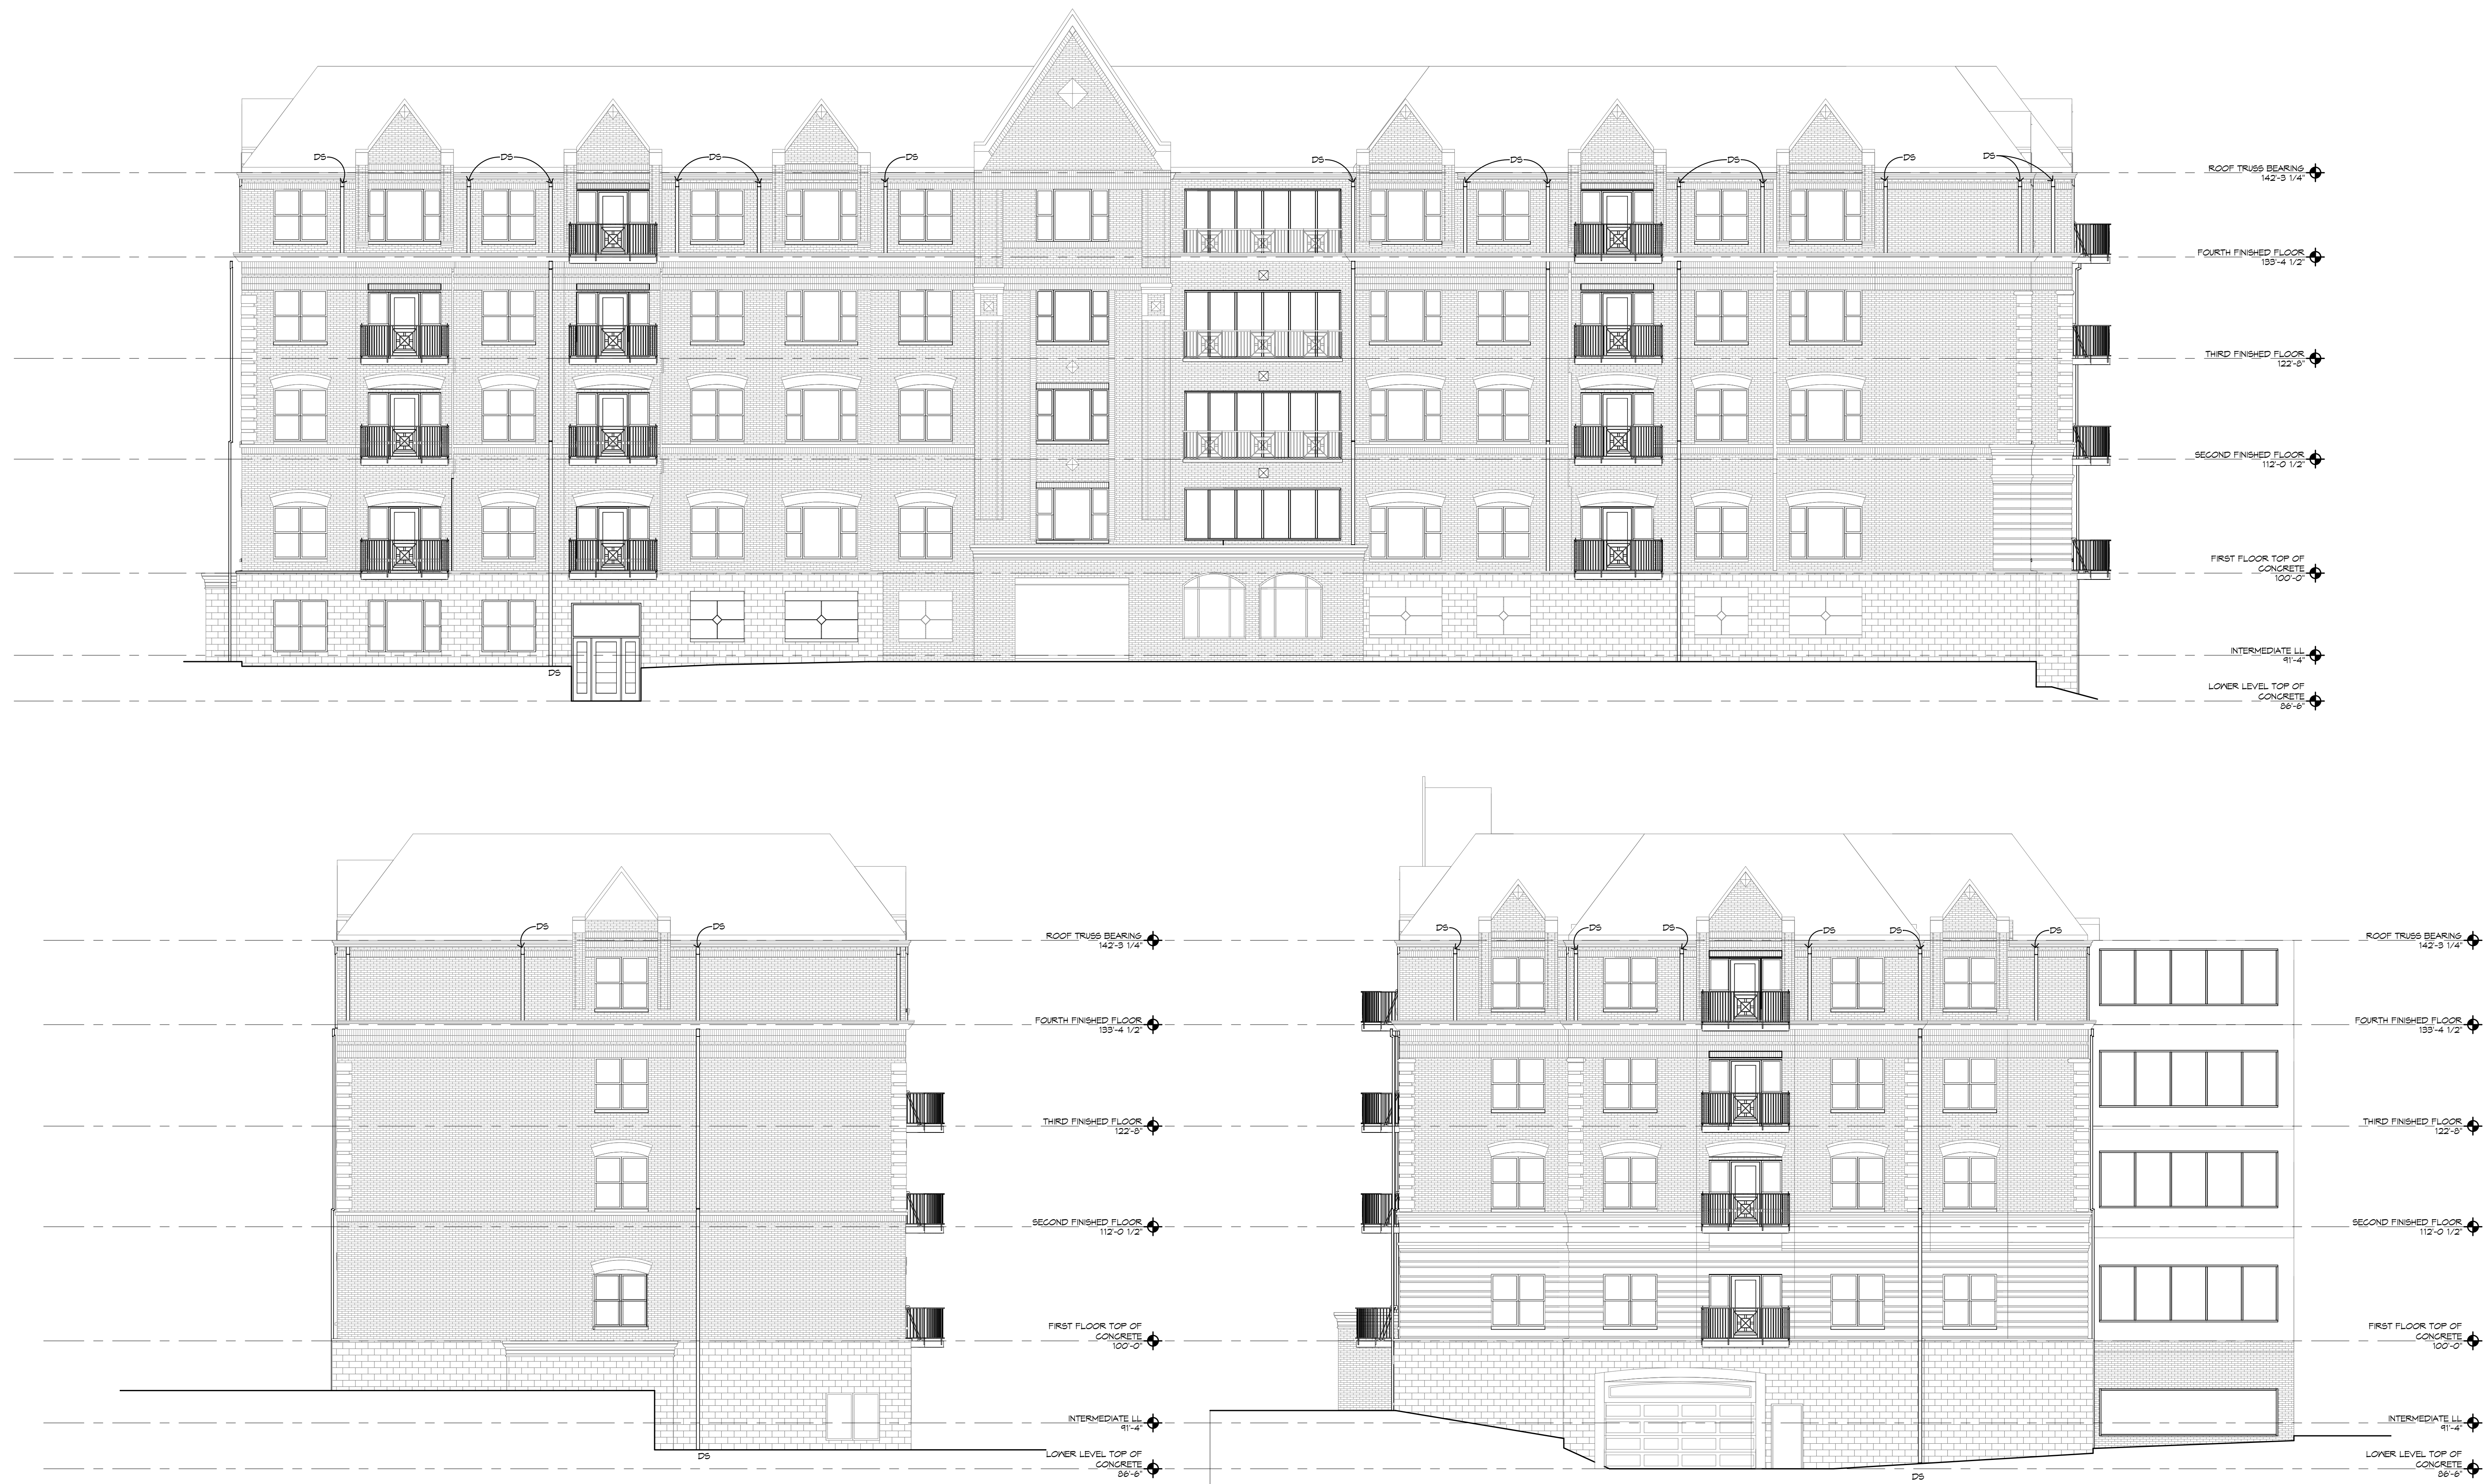 DS DS DS DS DS DS DS DS DS
ROOF TRUSS BEARING
142'-3 1/4"
FOURTH FINISHED FLOOR
133'-4 1/2"
THIRD FINISHED FLOOR
122'-8"
SECOND FINISHED FLOOR
112'-0 1/2"
FIRST FLOOR TOP OF
CONCRETE
100'-0"
INTERMEDIATE LL
91'-4"
DS
LOWER LEVEL TOP OF
CONCRETE
86'-6"
DS DS
ROOF TRUSS BEARING
142'-3 1/4"
FOURTH FINISHED FLOOR
133'-4 1/2"
THIRD FINISHED FLOOR
122'-8"
SECOND FINISHED FLOOR
112'-0 1/2"
FIRST FLOOR TOP OF
CONCRETE
100'-0"
INTERMEDIATE LL
91'-4"
DS
LOWER LEVEL TOP OF
CONCRETE
86'-6"
DS DS DS DS DS DS
ROOF TRUSS BEARING
142'-3 1/4"
FOURTH FINISHED FLOOR
133'-4 1/2"
THIRD FINISHED FLOOR
122'-8"
SECOND FINISHED FLOOR
112'-0 1/2"
FIRST FLOOR TOP OF
CONCRETE
100'-0"
INTERMEDIATE LL
91'-4"
LOWER LEVEL TOP OF
CONCRETE
86'-6"
DS